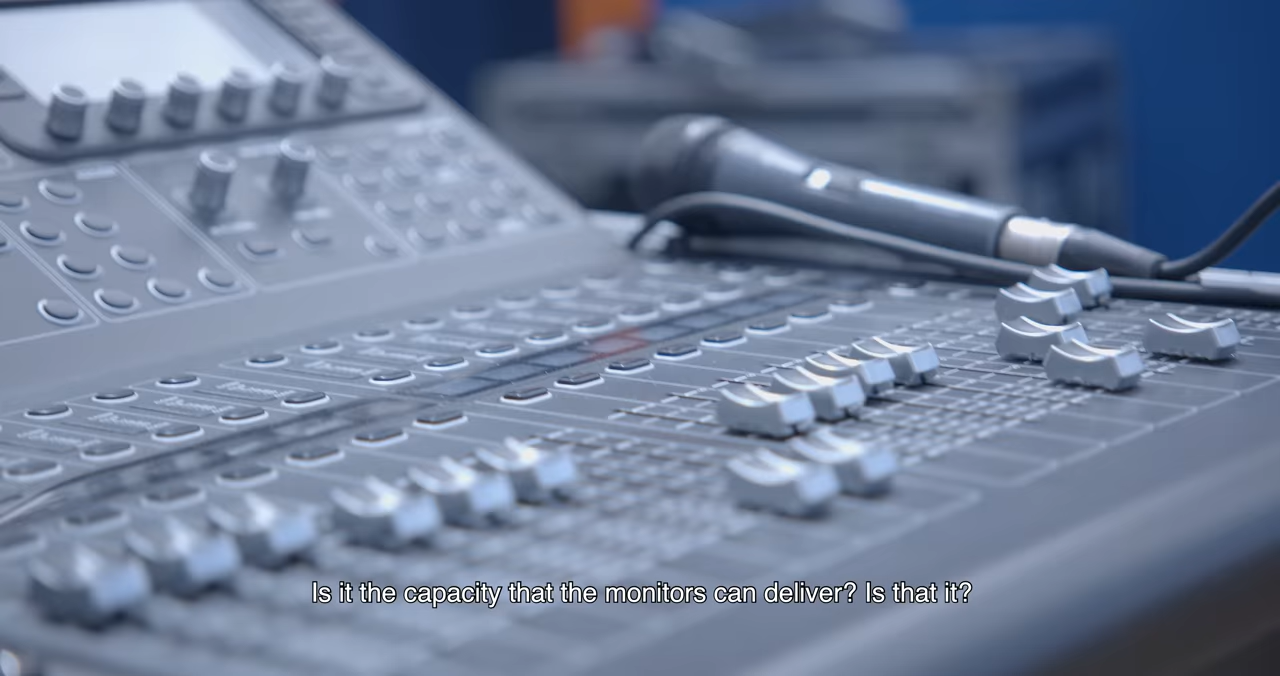 Is it the capacity that the monitors can deliver? Is that it?